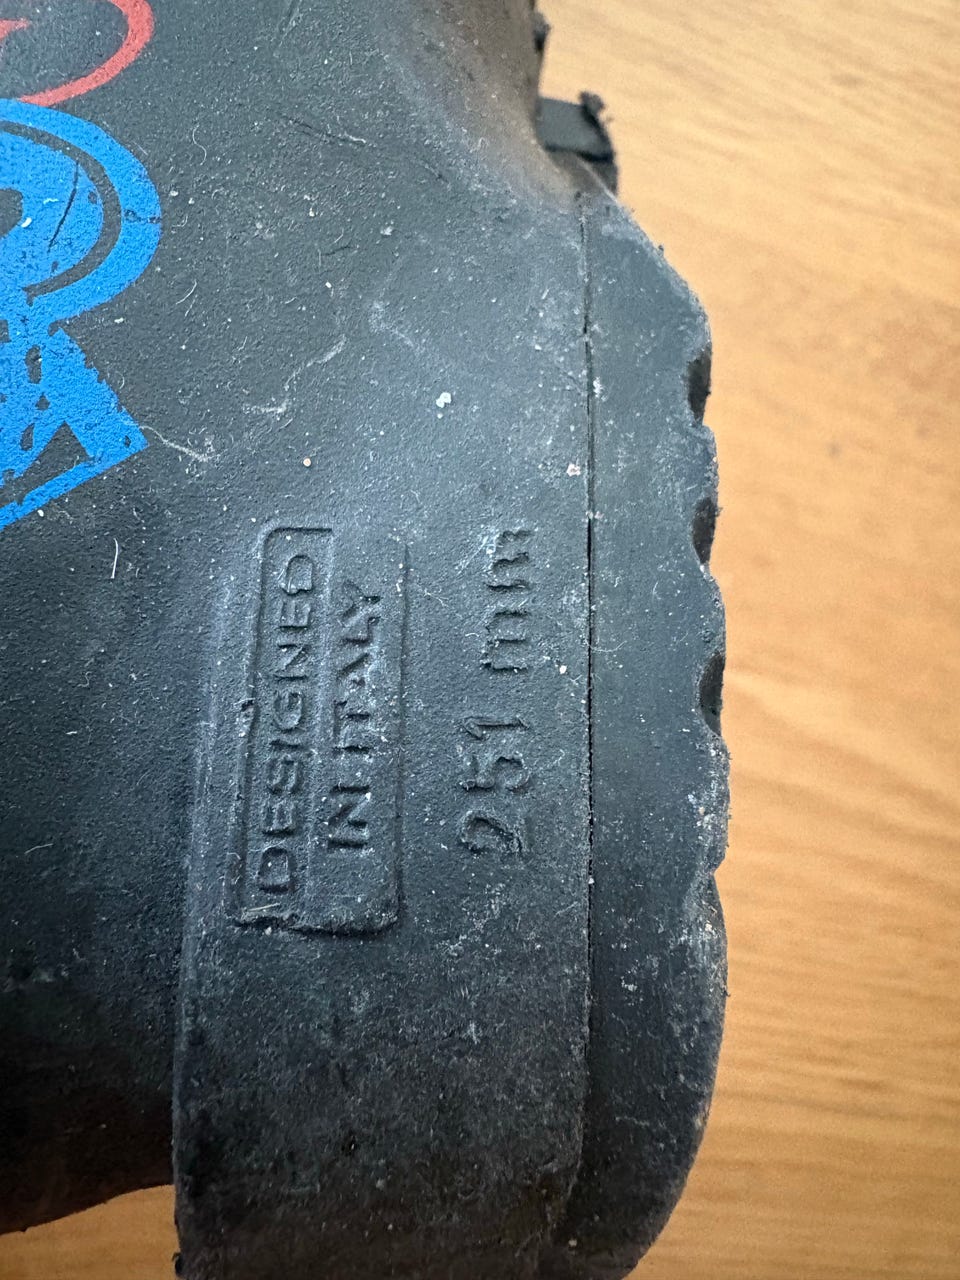 DESIGNED
IN ITALY
251 mm